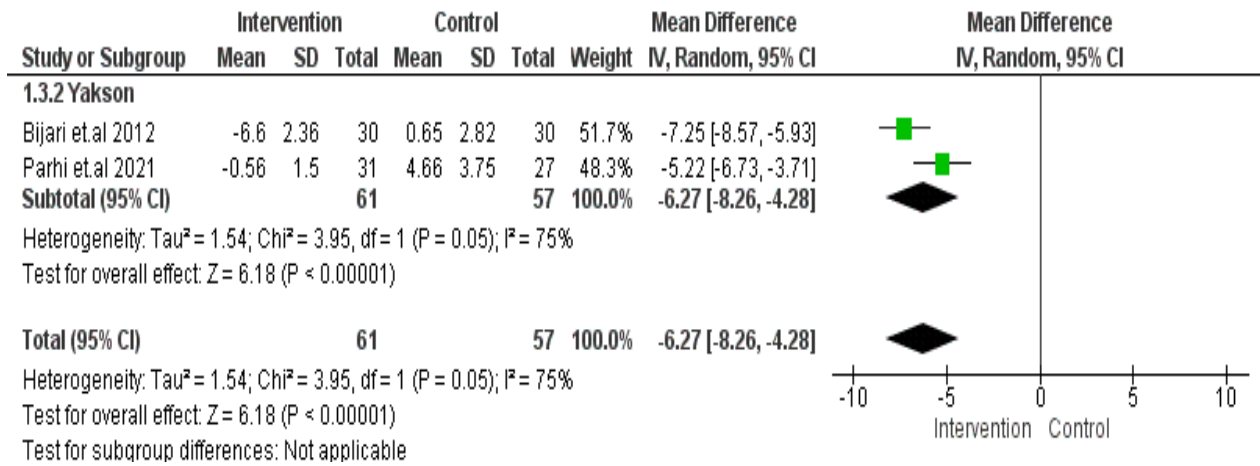 Intervention Control Mean Difference Mean Difference
Study or Subgroup Mean SD Total Mean SD Total Weight IV, Random, 95% CI IV, Random, 95% CI
1.3.2 Yakson
Bijari et.al 2012 -6.6 2.36 30 0.65 2.82 30 51.7% -7.25 [-8.57, -5.93]
Parhi et.al 2021 -0.56 1.5 31 4.66 3.75 27 48.3% -5.22 [-6.73, -3.71]
Subtotal (95% CI) 61 57 100.0% -6.27 [-8.26, -4.28]
Heterogeneity: Tau² = 1.54; Chi² = 3.95, df = 1 (P = 0.05); I² = 75%
Test for overall effect: Z = 6.18 (P < 0.00001)
Total (95% CI) 61 57 100.0% -6.27 [-8.26, -4.28]
Heterogeneity: Tau² = 1.54; Chi² = 3.95, df = 1 (P = 0.05); I² = 75%
Test for overall effect: Z = 6.18 (P < 0.00001)
Test for subgroup differences: Not applicable
-10 -5 0 5 10
Intervention Control